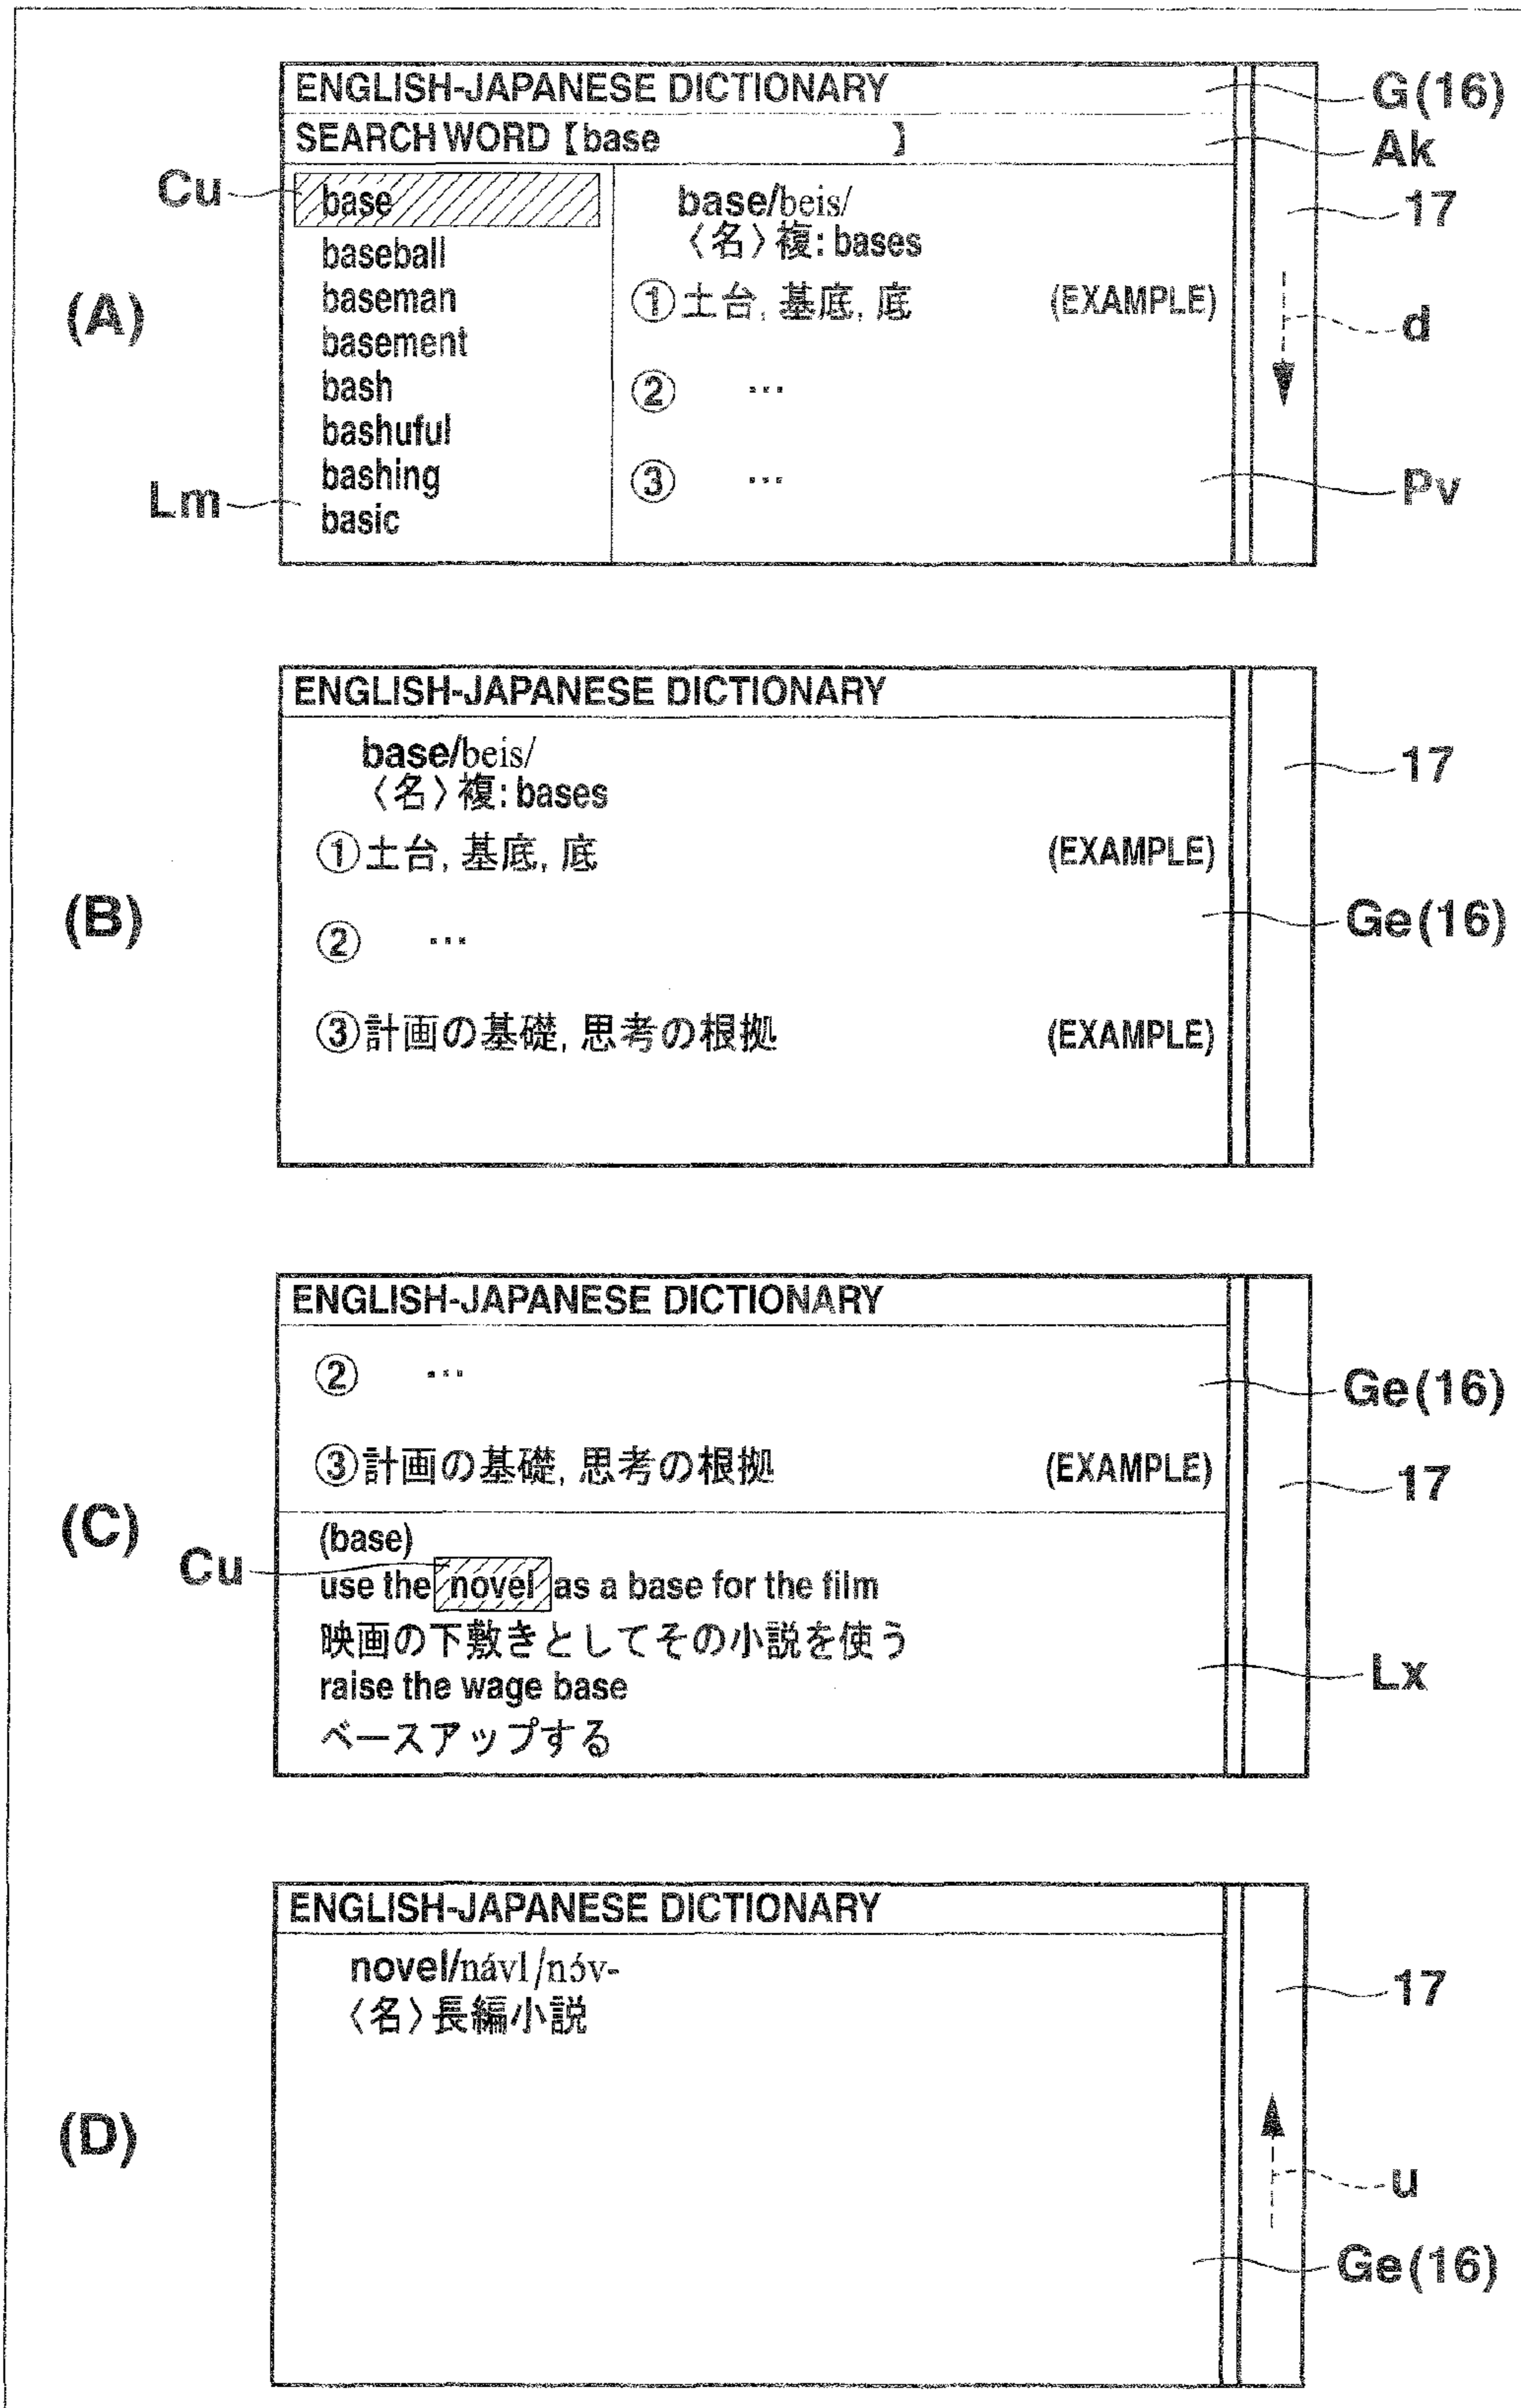 (A)
ENGLISH-JAPANESE DICTIONARY
SEARCH WORD【base 】
base
baseball
baseman
basement
bash
bashuful
bashing
basic
base/beis/
〈名〉複: bases
①土台, 基底, 底 (EXAMPLE)
② ...
③ ...
Cu
Lm
G(16)
Ak
17
d
Pv
(B)
ENGLISH-JAPANESE DICTIONARY
base/beis/
〈名〉複: bases
①土台, 基底, 底 (EXAMPLE)
② ...
③計画の基礎, 思考の根拠 (EXAMPLE)
17
Ge(16)
(C)
ENGLISH-JAPANESE DICTIONARY
② ...
③計画の基礎, 思考の根拠 (EXAMPLE)
(base)
use the novel as a base for the film
映画の下敷きとしてその小説を使う
raise the wage base
ベースアップする
Cu
Ge(16)
17
Lx
(D)
ENGLISH-JAPANESE DICTIONARY
novel/návl/nɔ́v-
〈名〉長編小説
17
u
Ge(16)